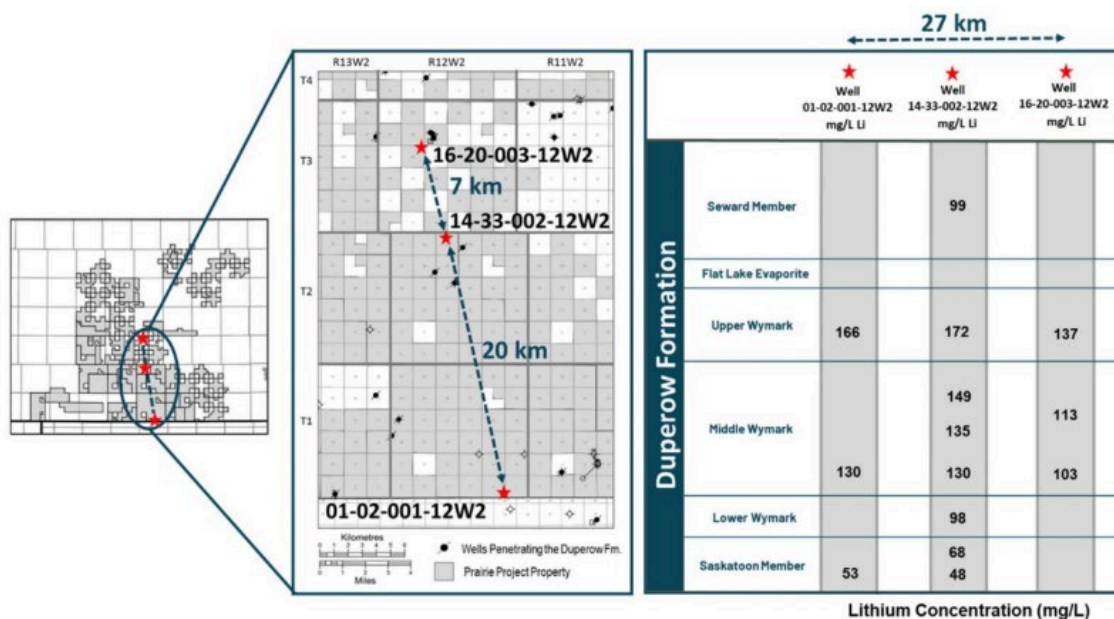 R13W2 R12W2 R11W2
T4
T3
T2
T1
16-20-003-12W2
7 km
14-33-002-12W2
20 km
01-02-001-12W2
Kilometres
Miles
Wells Penetrating the Duperow Fm.
Prairie Project Property
27 km
Well Well Well
01-02-001-12W2 14-33-002-12W2 16-20-003-12W2
mg/L Li mg/L Li mg/L Li
Duperow Formation
Seward Member 99
Flat Lake Evaporite
Upper Wymark 166 172 137
149
113
Middle Wymark 135
130 130 103
Lower Wymark 98
68
Saskatoon Member 53
48
Lithium Concentration (mg/L)